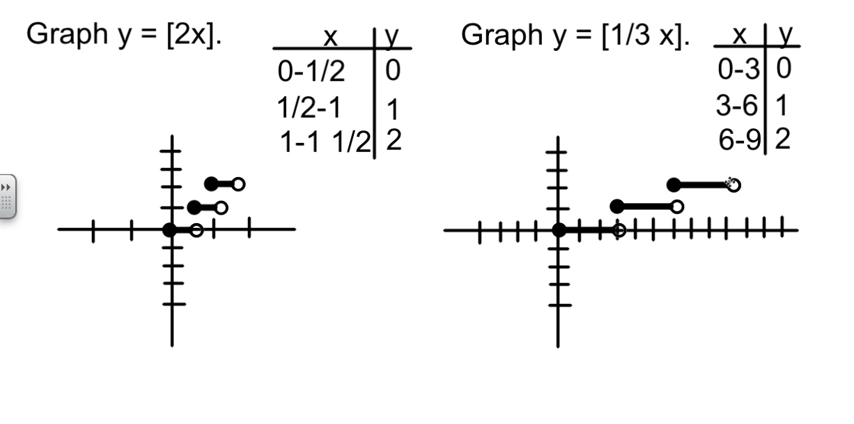 Graph y = [2x].
x y
0-1/2 0
1/2-1 1
1-1 1/2 2
Graph y = [1/3 x].
x y
0-3 0
3-6 1
6-9 2